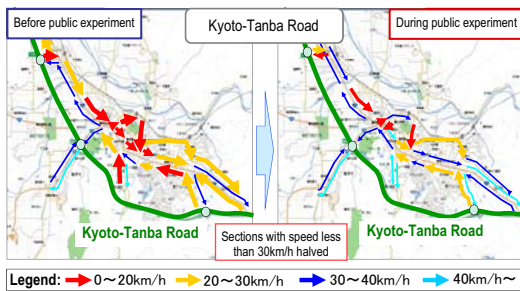 Before public experiment
Kyoto-Tanba Road
During public experiment
Kyoto-Tanba Road
Kyoto-Tanba Road
Sections with speed less
than 30km/h halved
Legend: 0～20km/h 20～30km/h 30～40km/h 40km/h～